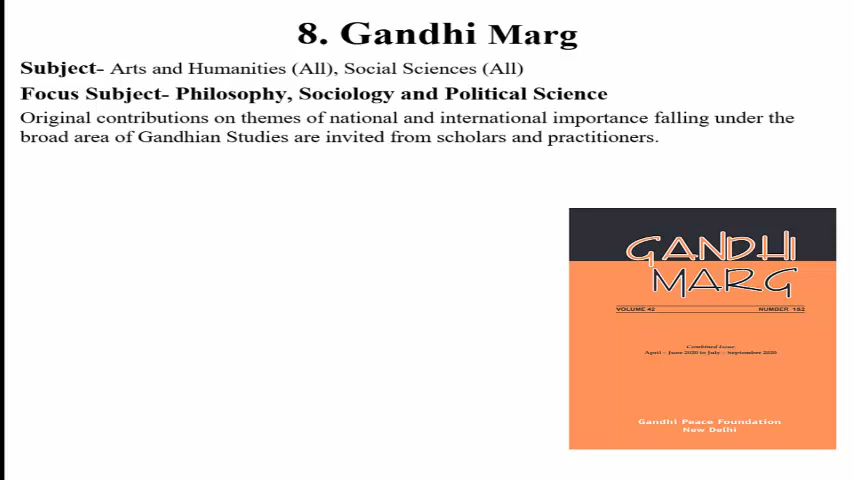 8. Gandhi Marg
Subject- Arts and Humanities (All), Social Sciences (All)
Focus Subject- Philosophy, Sociology and Political Science
Original contributions on themes of national and international importance falling under the
broad area of Gandhian Studies are invited from scholars and practitioners.
GANDHI
MARG
VOLUME 42 NUMBER 1&2
Combined Issue
April – June 2020 to July – September 2020
Gandhi Peace Foundation
New Delhi